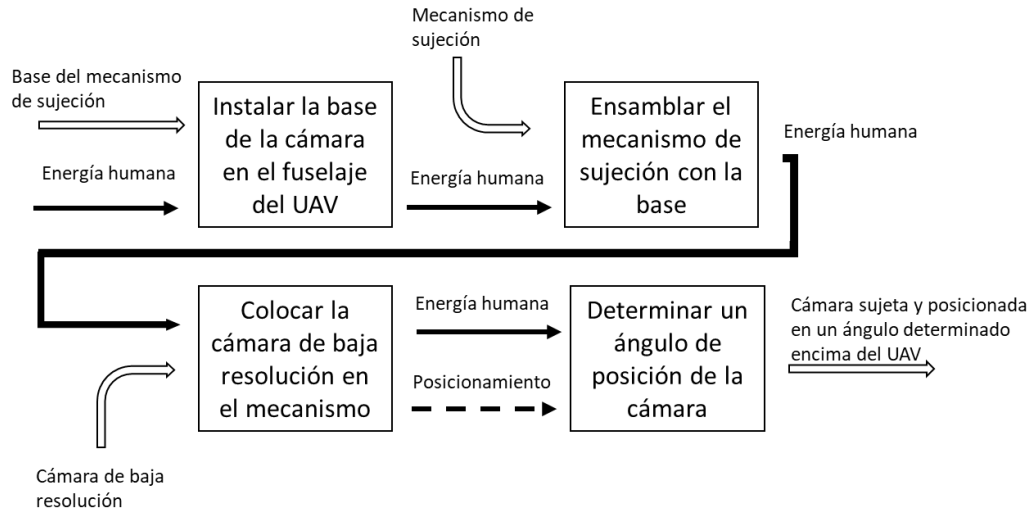 Mecanismo de
sujeción
Base del mecanismo
de sujeción
Instalar la base
de la cámara
en el fuselaje
del UAV
Energía humana
Energía humana
Ensamblar el
mecanismo de
sujeción con la
base
Energía humana
Colocar la
cámara de baja
resolución en
el mecanismo
Cámara de baja
resolución
Energía humana
Posicionamiento
Determinar un
ángulo de
posición de la
cámara
Cámara sujeta y posicionada
en un ángulo determinado
encima del UAV